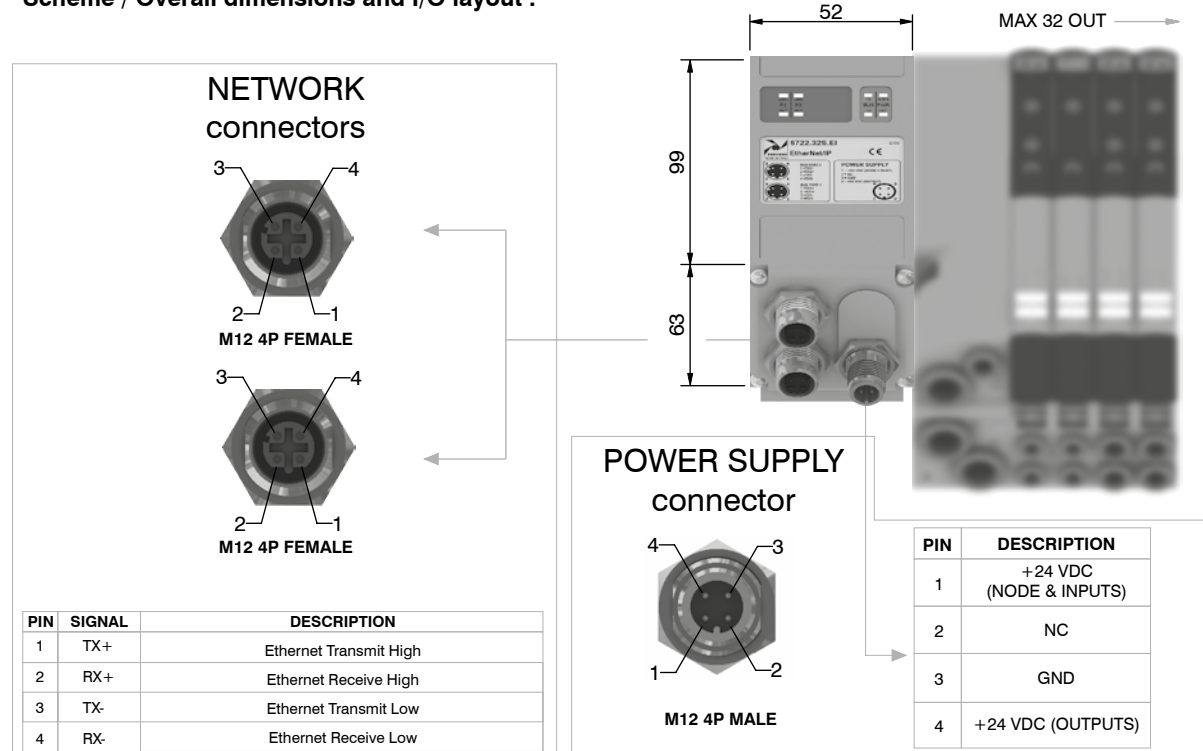 Scheme / Overall dimensions and I/O layout :
52
MAX 32 OUT
99
63
5722.32S.EI
EtherNet/IP
CE
POWER SUPPLY
NETWORK
connectors
3
4
2
1
M12 4P FEMALE
3
4
2
1
M12 4P FEMALE
PIN SIGNAL DESCRIPTION
1 TX+ Ethernet Transmit High
2 RX+ Ethernet Receive High
3 TX- Ethernet Transmit Low
4 RX- Ethernet Receive Low
POWER SUPPLY
connector
4
3
1
2
M12 4P MALE
PIN DESCRIPTION
1 +24 VDC
(NODE & INPUTS)
2 NC
3 GND
4 +24 VDC (OUTPUTS)